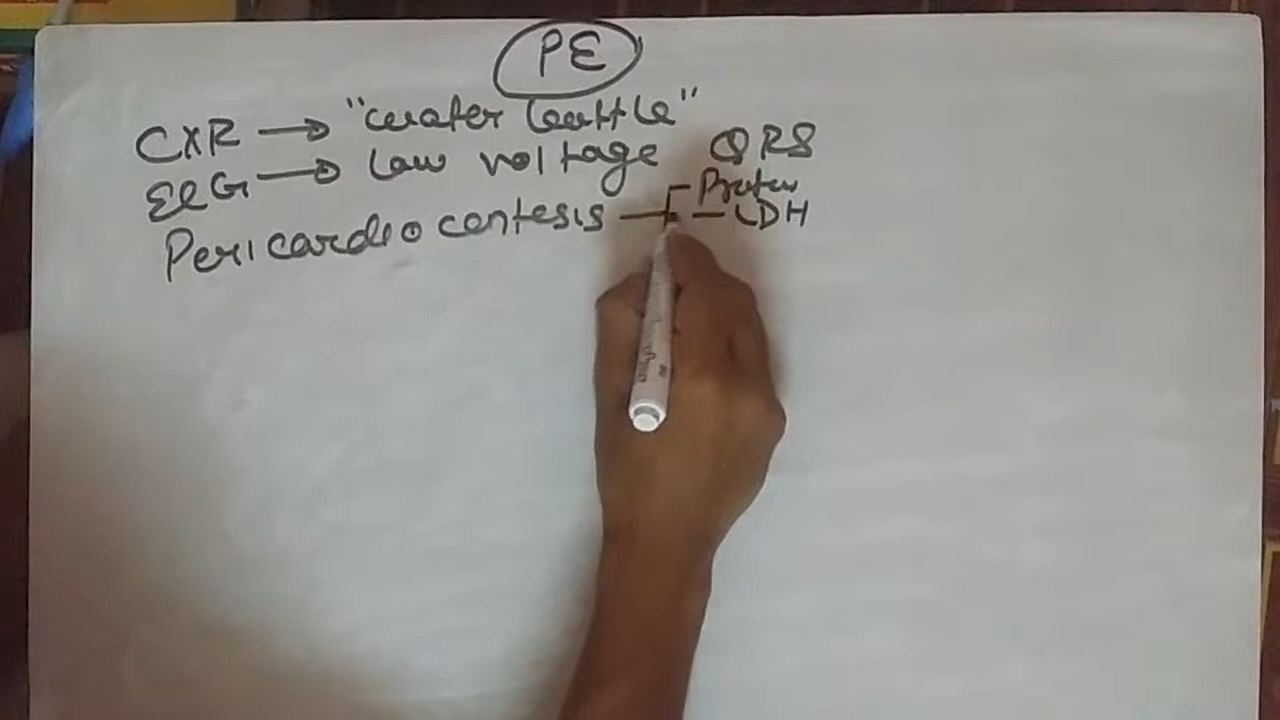 PE
CXR → "water bottle"
ECG → Low voltage QRS
Pericardiocentesis — Protein
— LDH